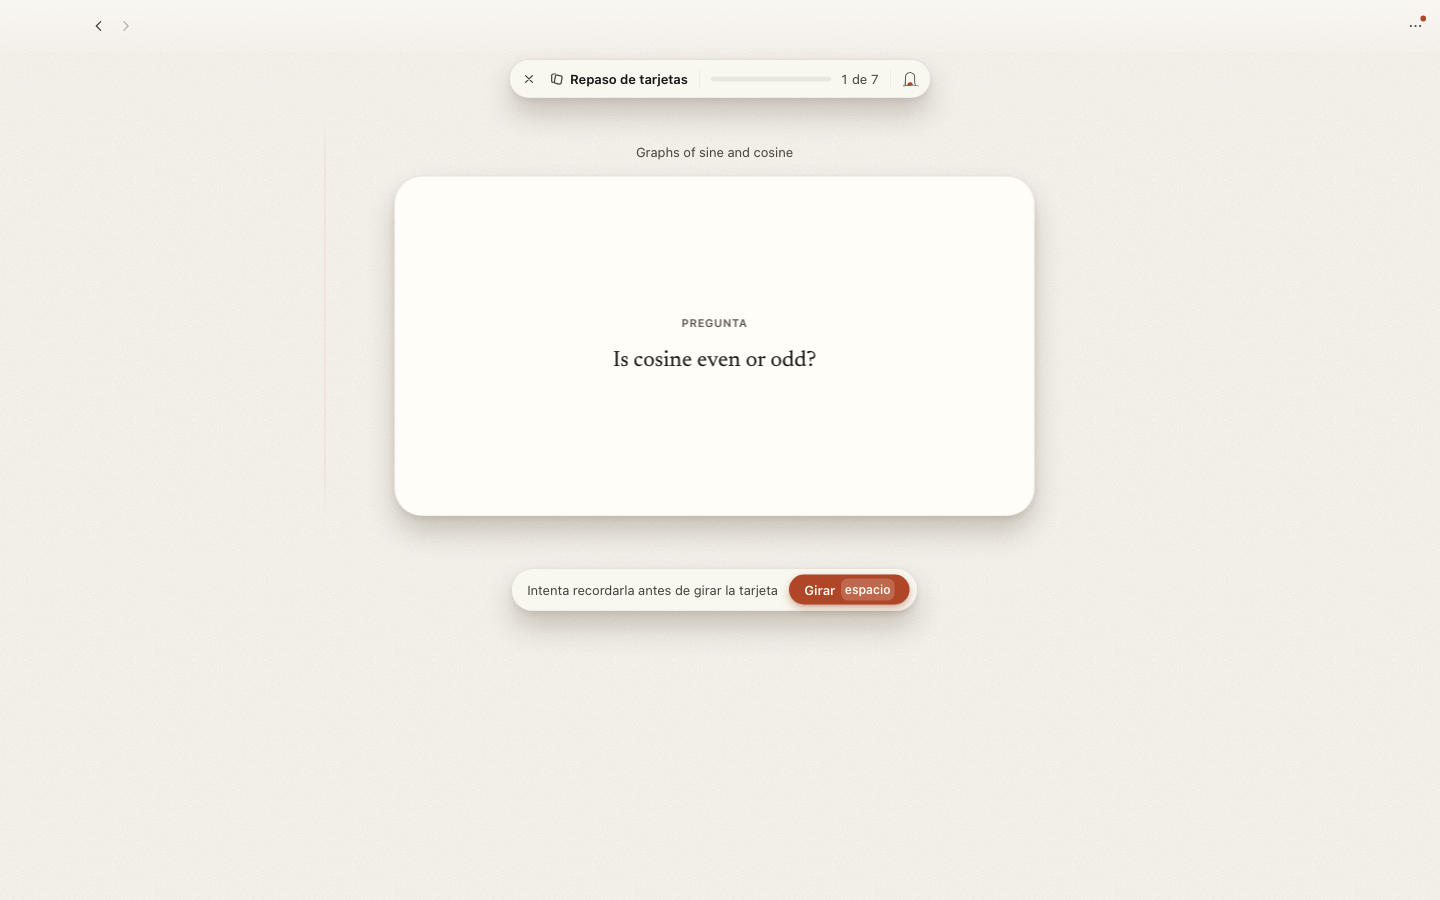 Repaso de tarjetas
1 de 7
Graphs of sine and cosine
PREGUNTA
Is cosine even or odd?
Intenta recordarla antes de girar la tarjeta
Girar espacio